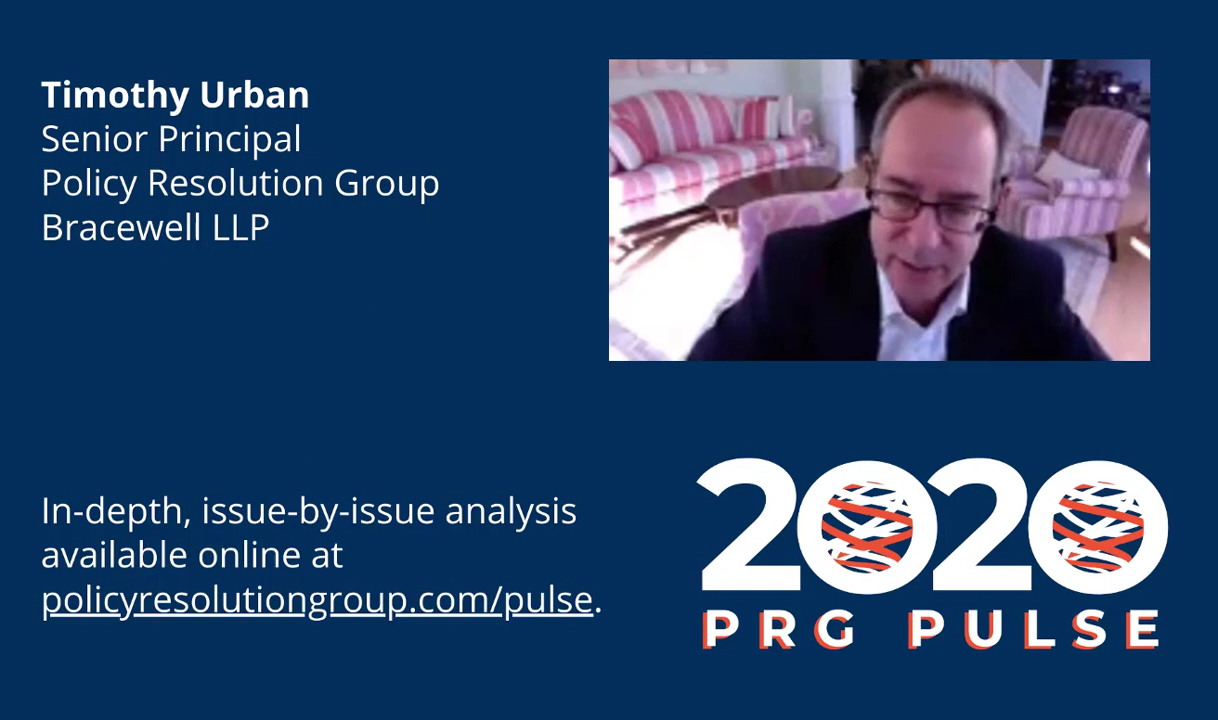 Timothy Urban
Senior Principal
Policy Resolution Group
Bracewell LLP
In-depth, issue-by-issue analysis
available online at
policyresolutiongroup.com/pulse.
2020
PRG PULSE